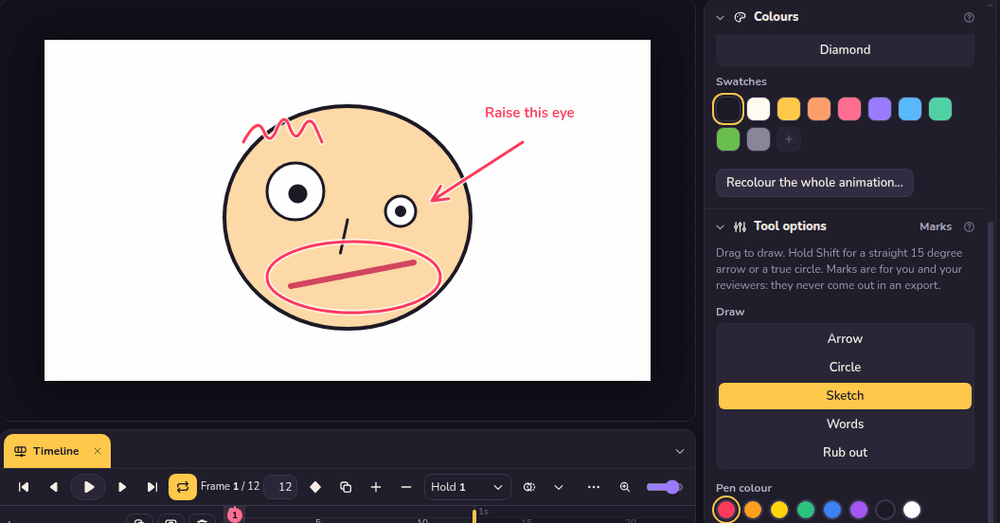 Colours
Diamond
Swatches
+
Recolour the whole animation...
Tool options
Marks
Drag to draw. Hold Shift for a straight 15 degree
arrow or a true circle. Marks are for you and your
reviewers: they never come out in an export.
Draw
Arrow
Circle
Sketch
Words
Rub out
Pen colour
Raise this eye
Timeline
Frame 1 / 12
12
Hold 1
1
5
10
1s
15
20